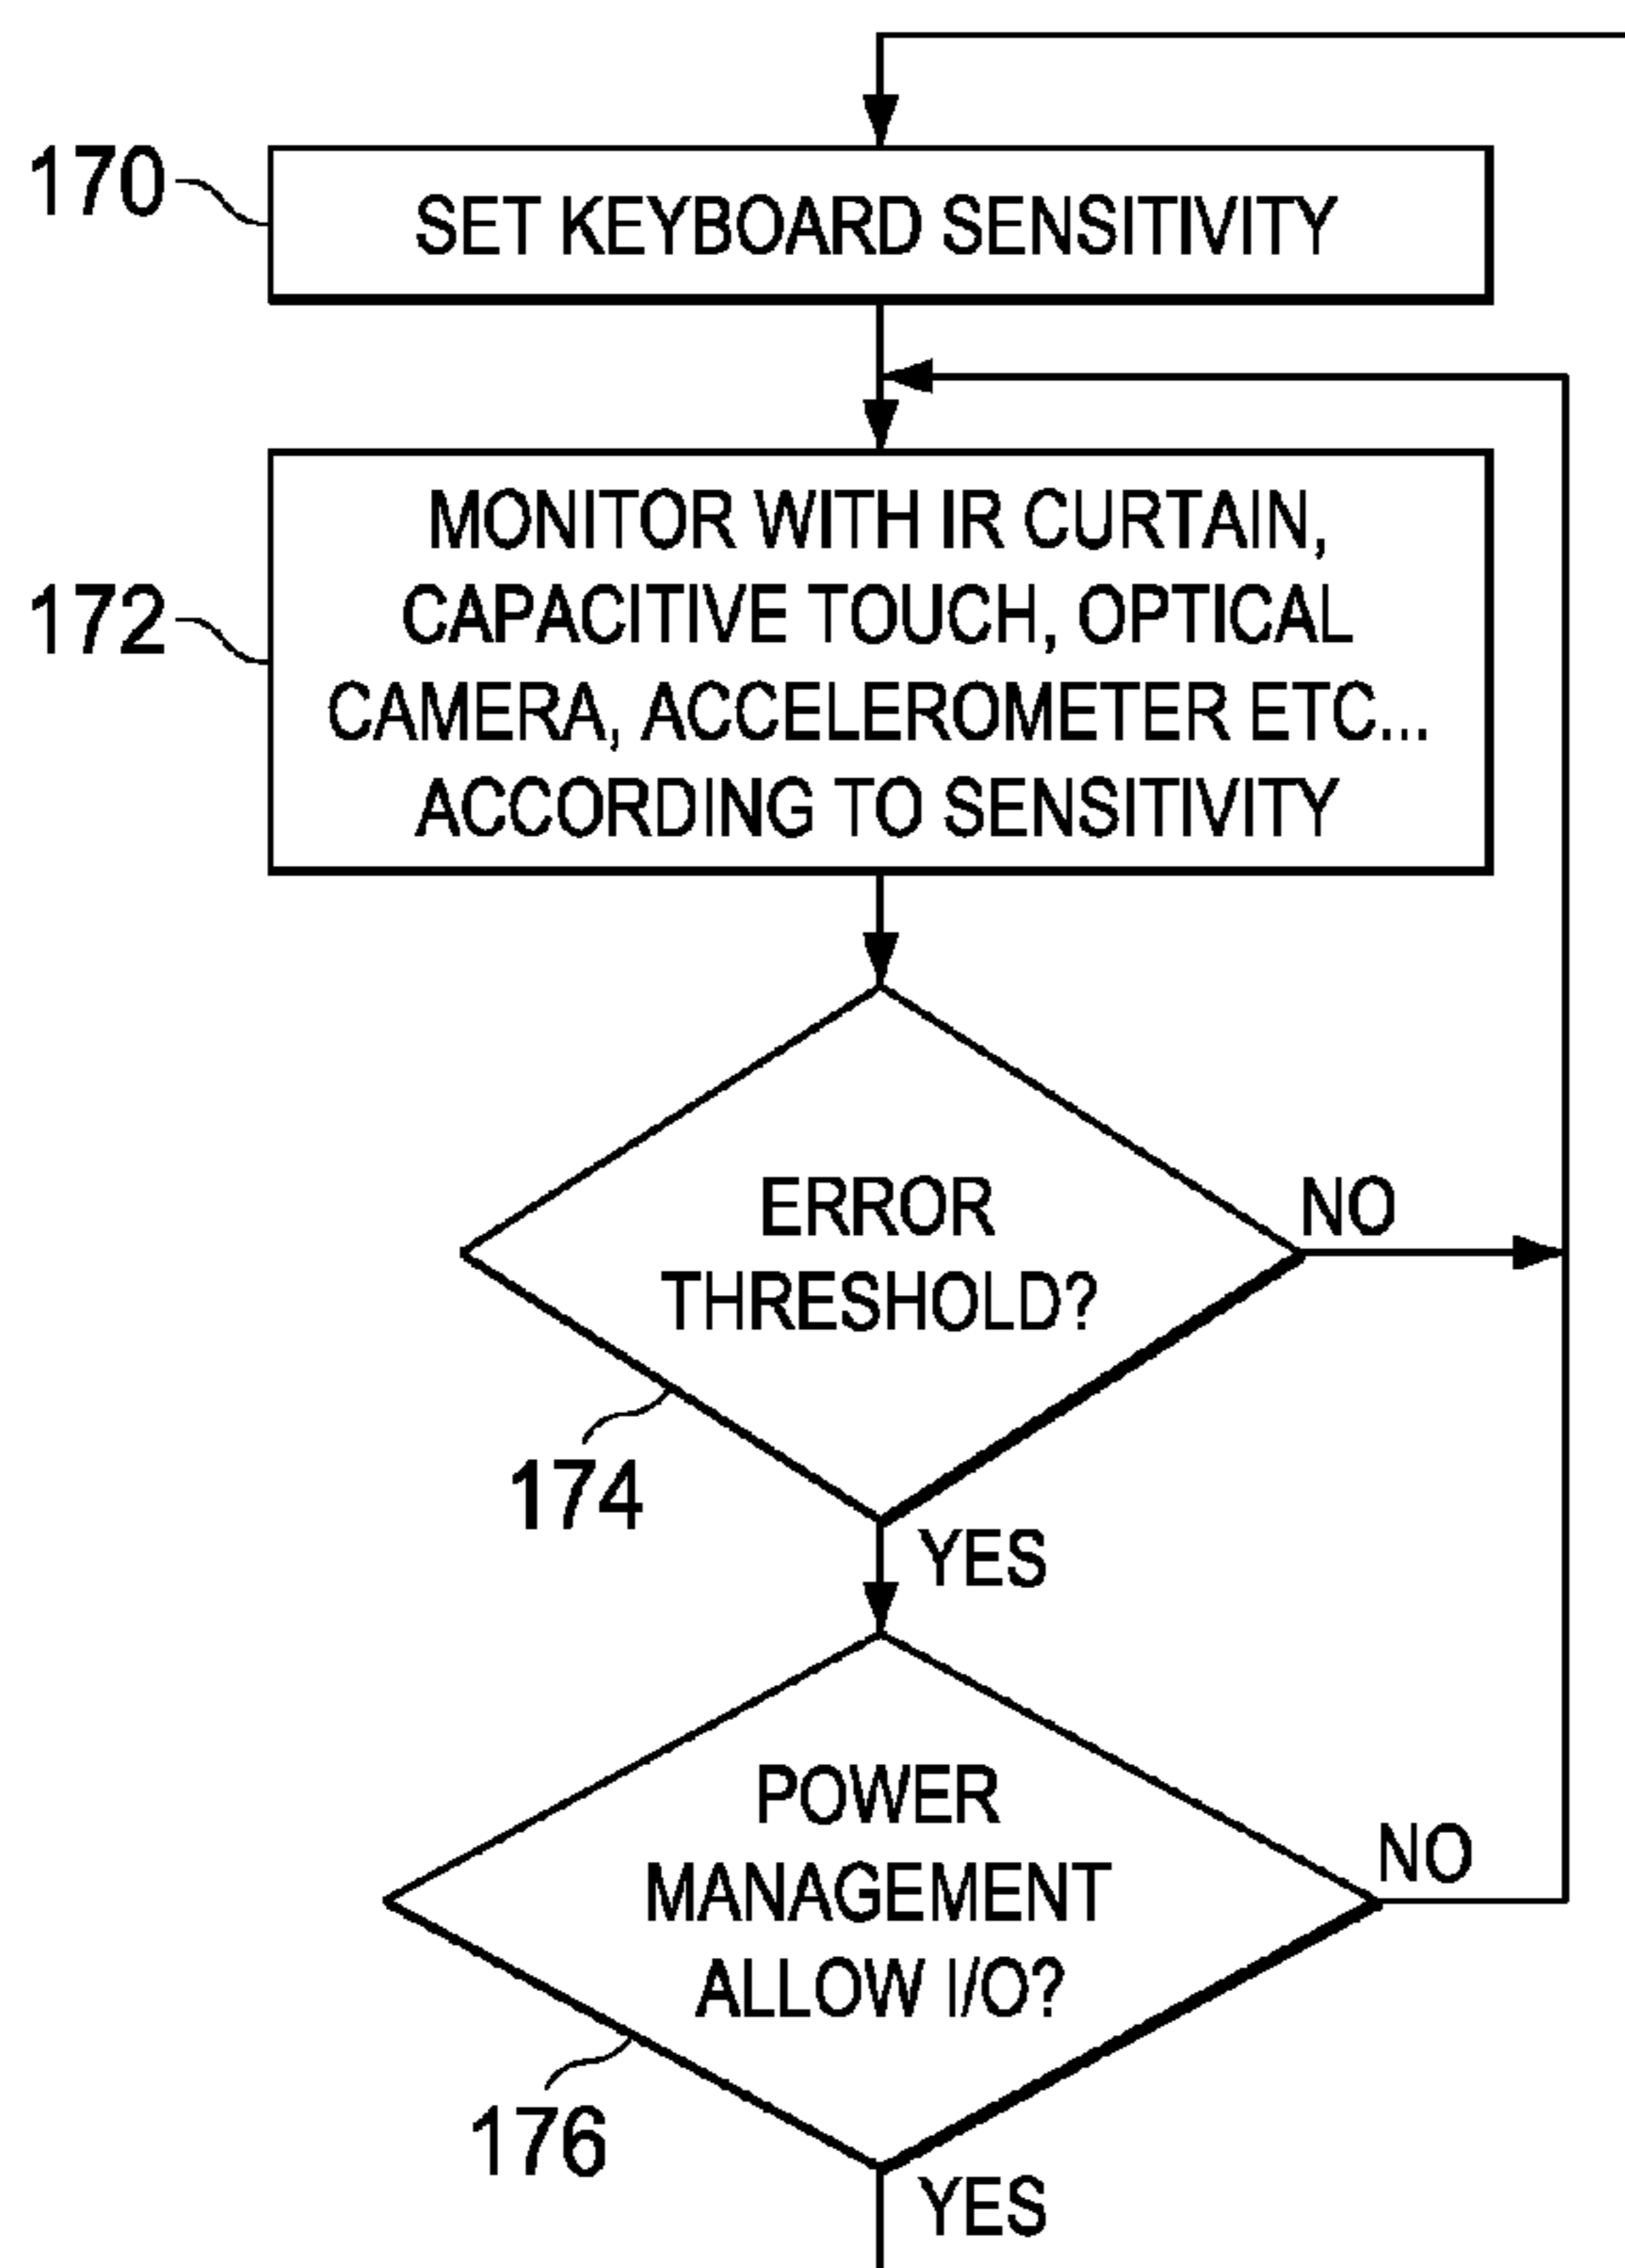 170
SET KEYBOARD SENSITIVITY
172
MONITOR WITH IR CURTAIN,
CAPACITIVE TOUCH, OPTICAL
CAMERA, ACCELEROMETER ETC...
ACCORDING TO SENSITIVITY
ERROR
THRESHOLD?
NO
174
YES
POWER
MANAGEMENT
ALLOW I/O?
NO
176
YES